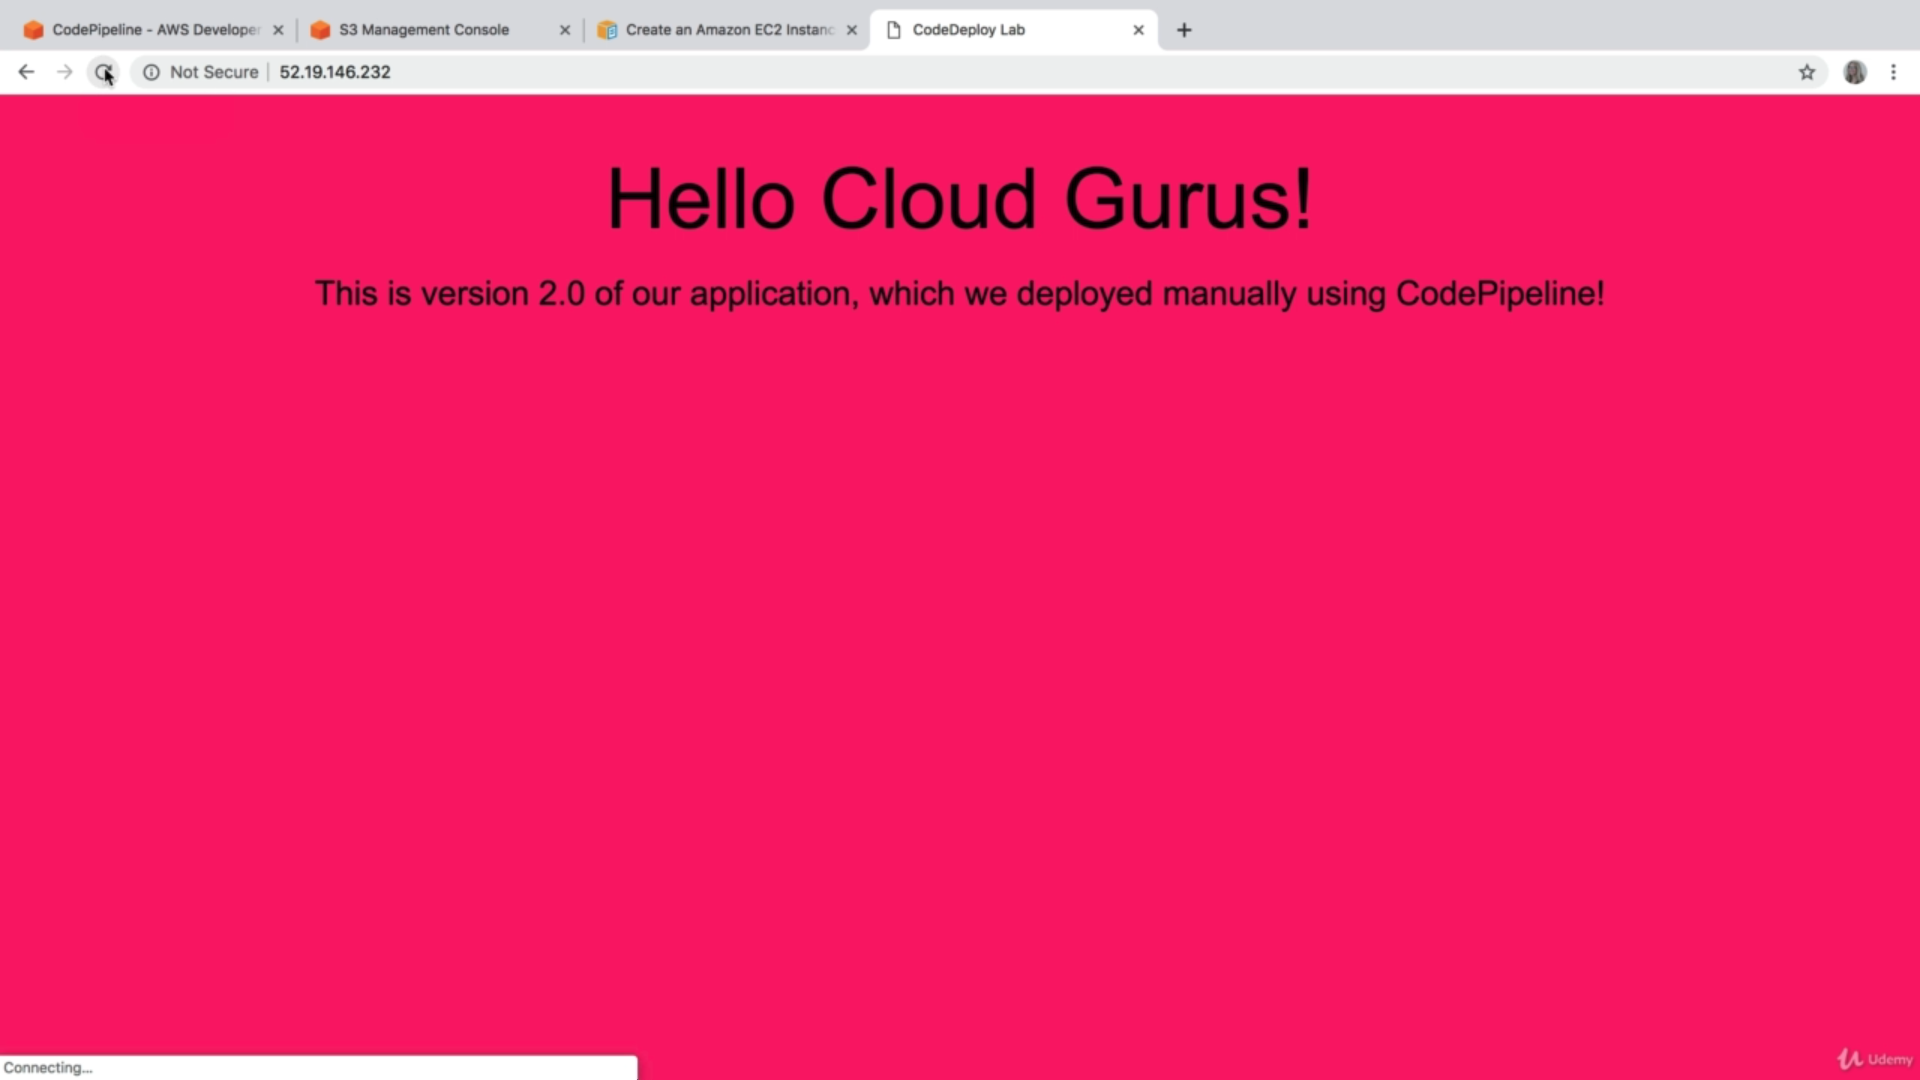 CodePipeline - AWS Developer
S3 Management Console
Create an Amazon EC2 Instanc
CodeDeploy Lab
Not Secure
52.19.146.232
Hello Cloud Gurus!
This is version 2.0 of our application, which we deployed manually using CodePipeline!
Connecting...
Udemy